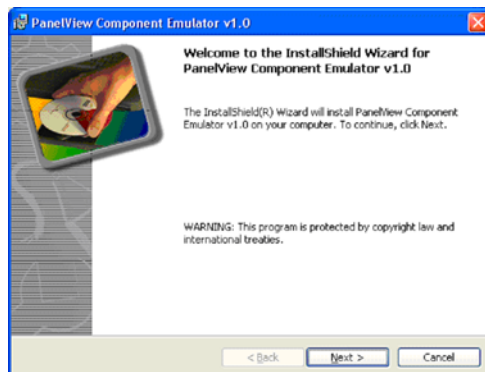 PanelView Component Emulator v1.0
Welcome to the InstallShield Wizard for
PanelView Component Emulator v1.0
The InstallShield(R) Wizard will install PanelView Component
Emulator v1.0 on your computer. To continue, click Next.
WARNING: This program is protected by copyright law and
international treaties.
< Back
Next >
Cancel